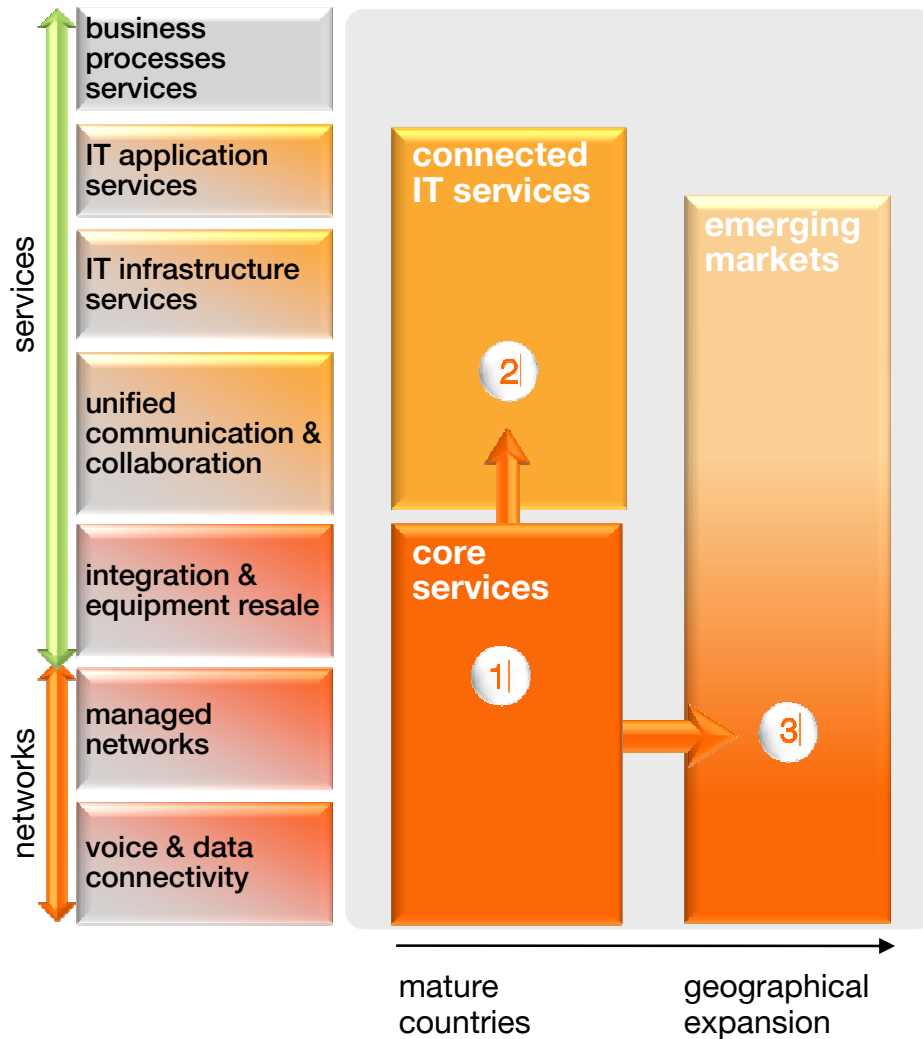 services
networks
business
processes
services
IT application
services
IT infrastructure
services
unified
communication &
collaboration
integration &
equipment resale
managed
networks
voice & data
connectivity
connected
IT services
2|
core
services
1|
emerging
markets
3|
mature
countries
geographical
expansion